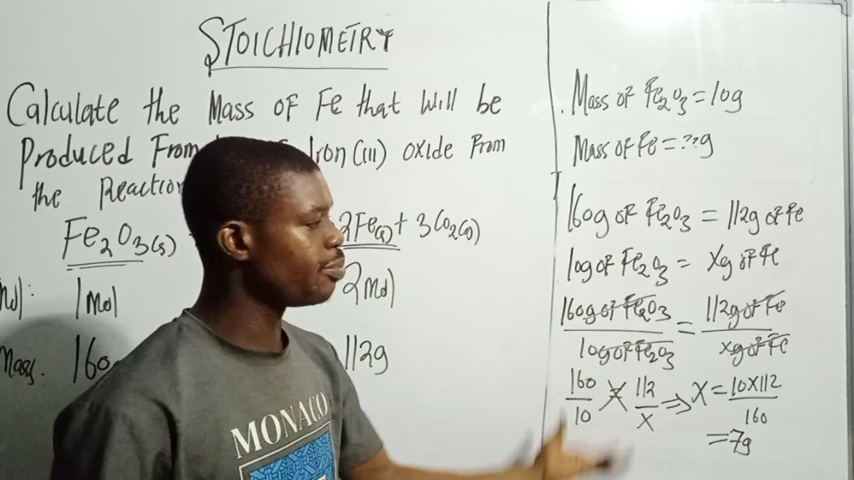 STOICHIOMETRY
Calculate the Mass of Fe that will be
Produced From Iron (III) oxide From
the Reaction
Fe₂O₃(s) 2Fe(s) + 3CO₂(s)
1Mol 2Mol
Mass. 160 112g
Mass of Fe₂O₃ = 10g
Mass of Fe = ??g
160g of Fe₂O₃ = 112g of Fe
10g of Fe₂O₃ = Xg of Fe
160g of Fe₂O₃ = 112g of Fe
10g of Fe₂O₃ xg of Fe
160 112 ⇒ X = 10X112
10 X 160
= 7g
MONACO